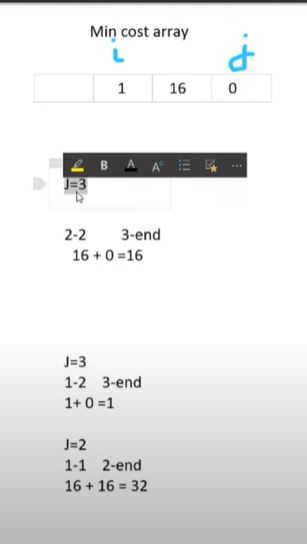 Min cost array
i j
1 16 0
B A A
J=3
2-2 3-end
16 + 0 =16
J=3
1-2 3-end
1+ 0 =1
J=2
1-1 2-end
16 + 16 = 32